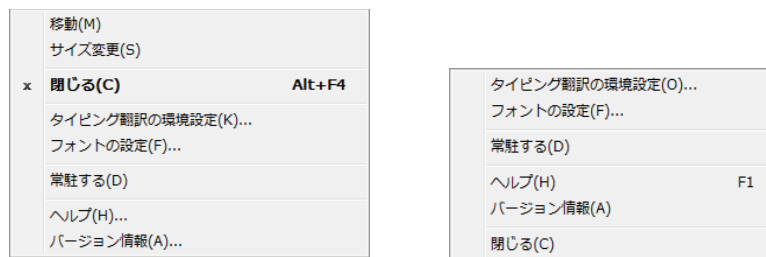 移動(M)
サイズ変更(S)
x 閉じる(C) Alt+F4
タイピング翻訳の環境設定(K)...
フォントの設定(F)...
常駐する(D)
ヘルプ(H)...
バージョン情報(A)...
タイピング翻訳の環境設定(O)...
フォントの設定(F)...
常駐する(D)
ヘルプ(H) F1
バージョン情報(A)
閉じる(C)